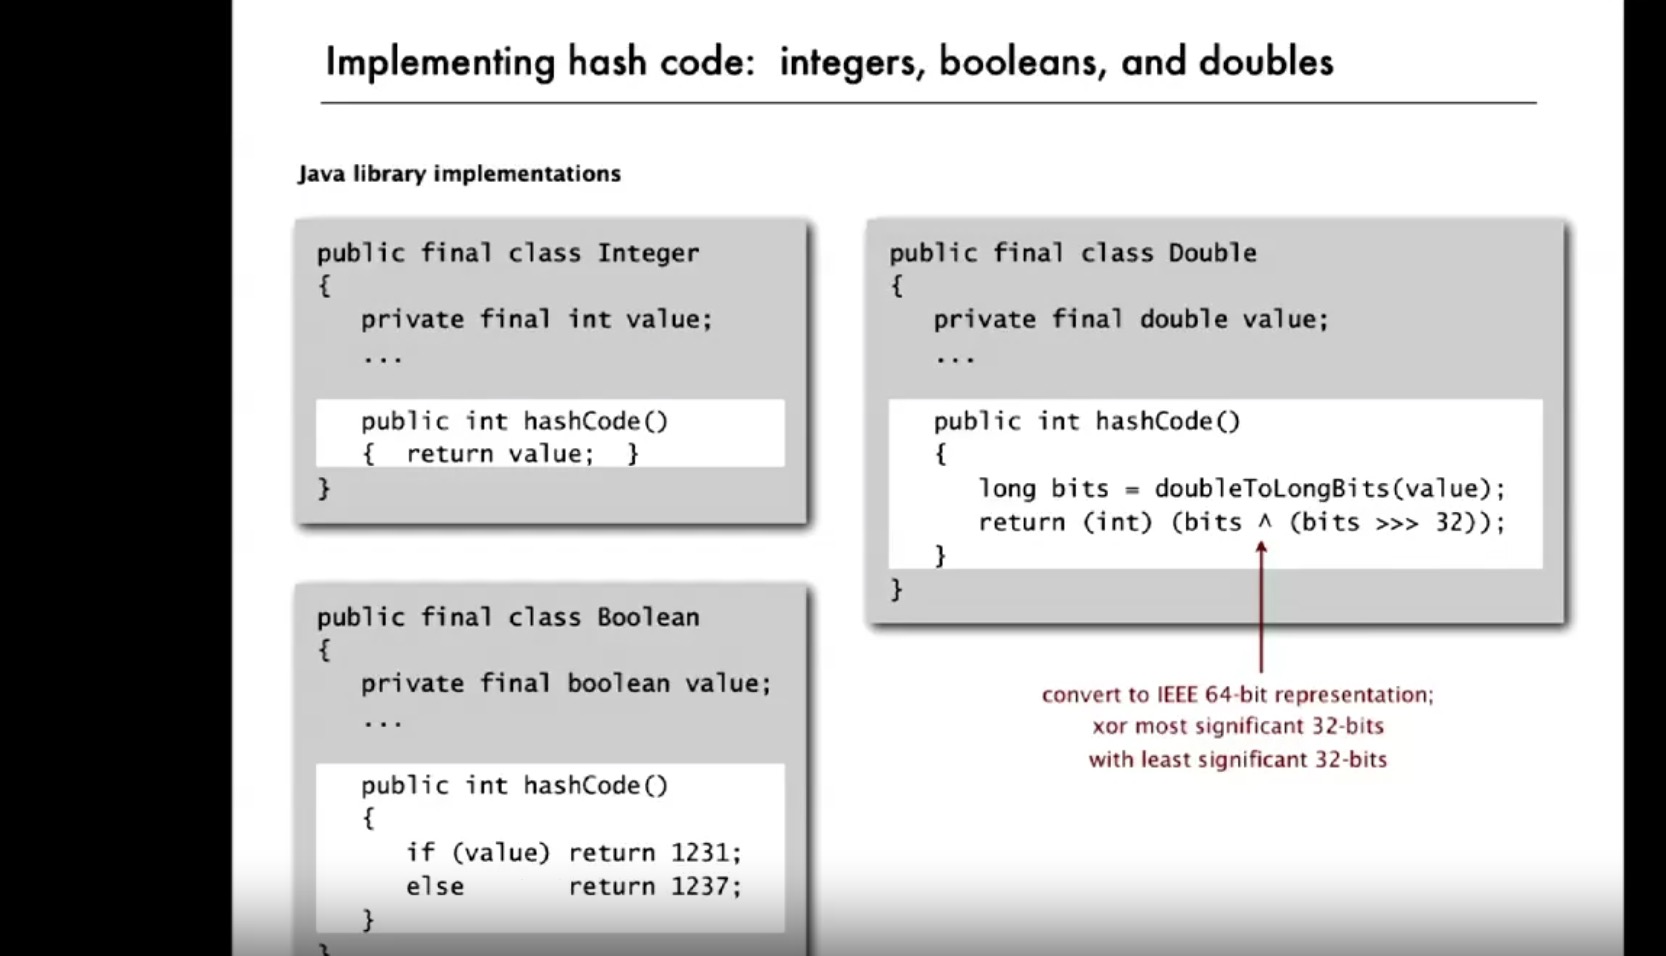 Implementing hash code: integers, booleans, and doubles
Java library implementations
public final class Integer
{
private final int value;
...
public int hashCode()
{ return value; }
}
public final class Boolean
{
private final boolean value;
...
public int hashCode()
{
if (value) return 1231;
else return 1237;
}
}
public final class Double
{
private final double value;
...
public int hashCode()
{
long bits = doubleToLongBits(value);
return (int) (bits ^ (bits >>> 32));
}
}
convert to IEEE 64-bit representation;
xor most significant 32-bits
with least significant 32-bits